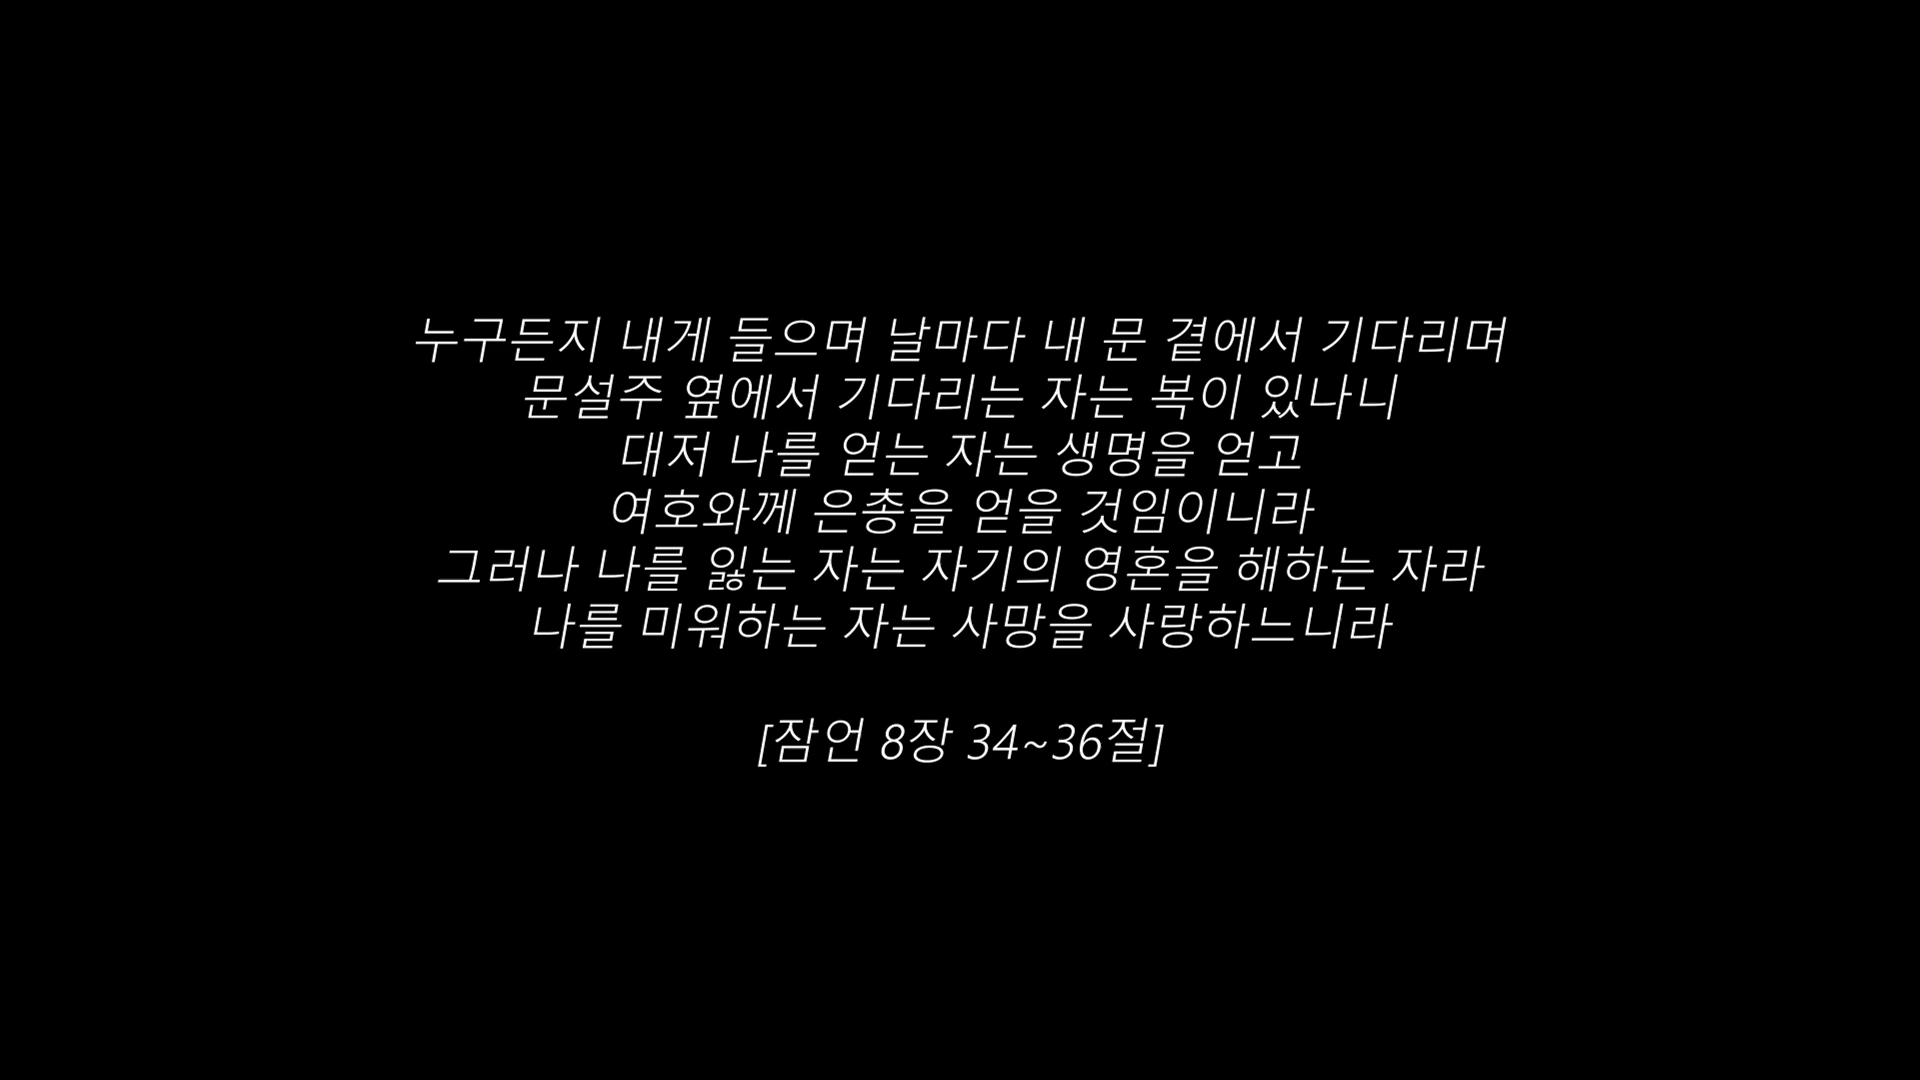 누구든지 내게 들으며 날마다 내 문 곁에서 기다리며
문설주 옆에서 기다리는 자는 복이 있나니
대저 나를 얻는 자는 생명을 얻고
여호와께 은총을 얻을 것임이니라
그러나 나를 잃는 자는 자기의 영혼을 해하는 자라
나를 미워하는 자는 사망을 사랑하느니라
[잠언 8장 34~36절]